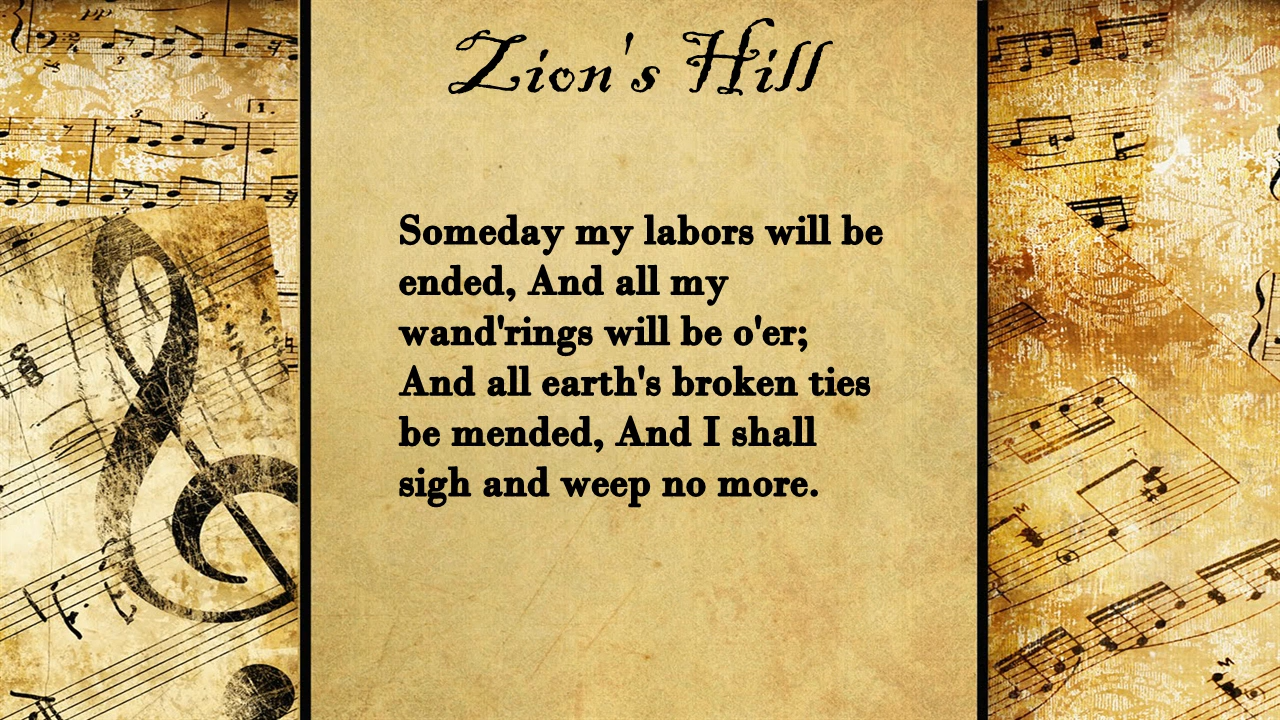 Zion's Hill
Someday my labors will be
ended, And all my
wand'rings will be o'er;
And all earth's broken ties
be mended, And I shall
sigh and weep no more.